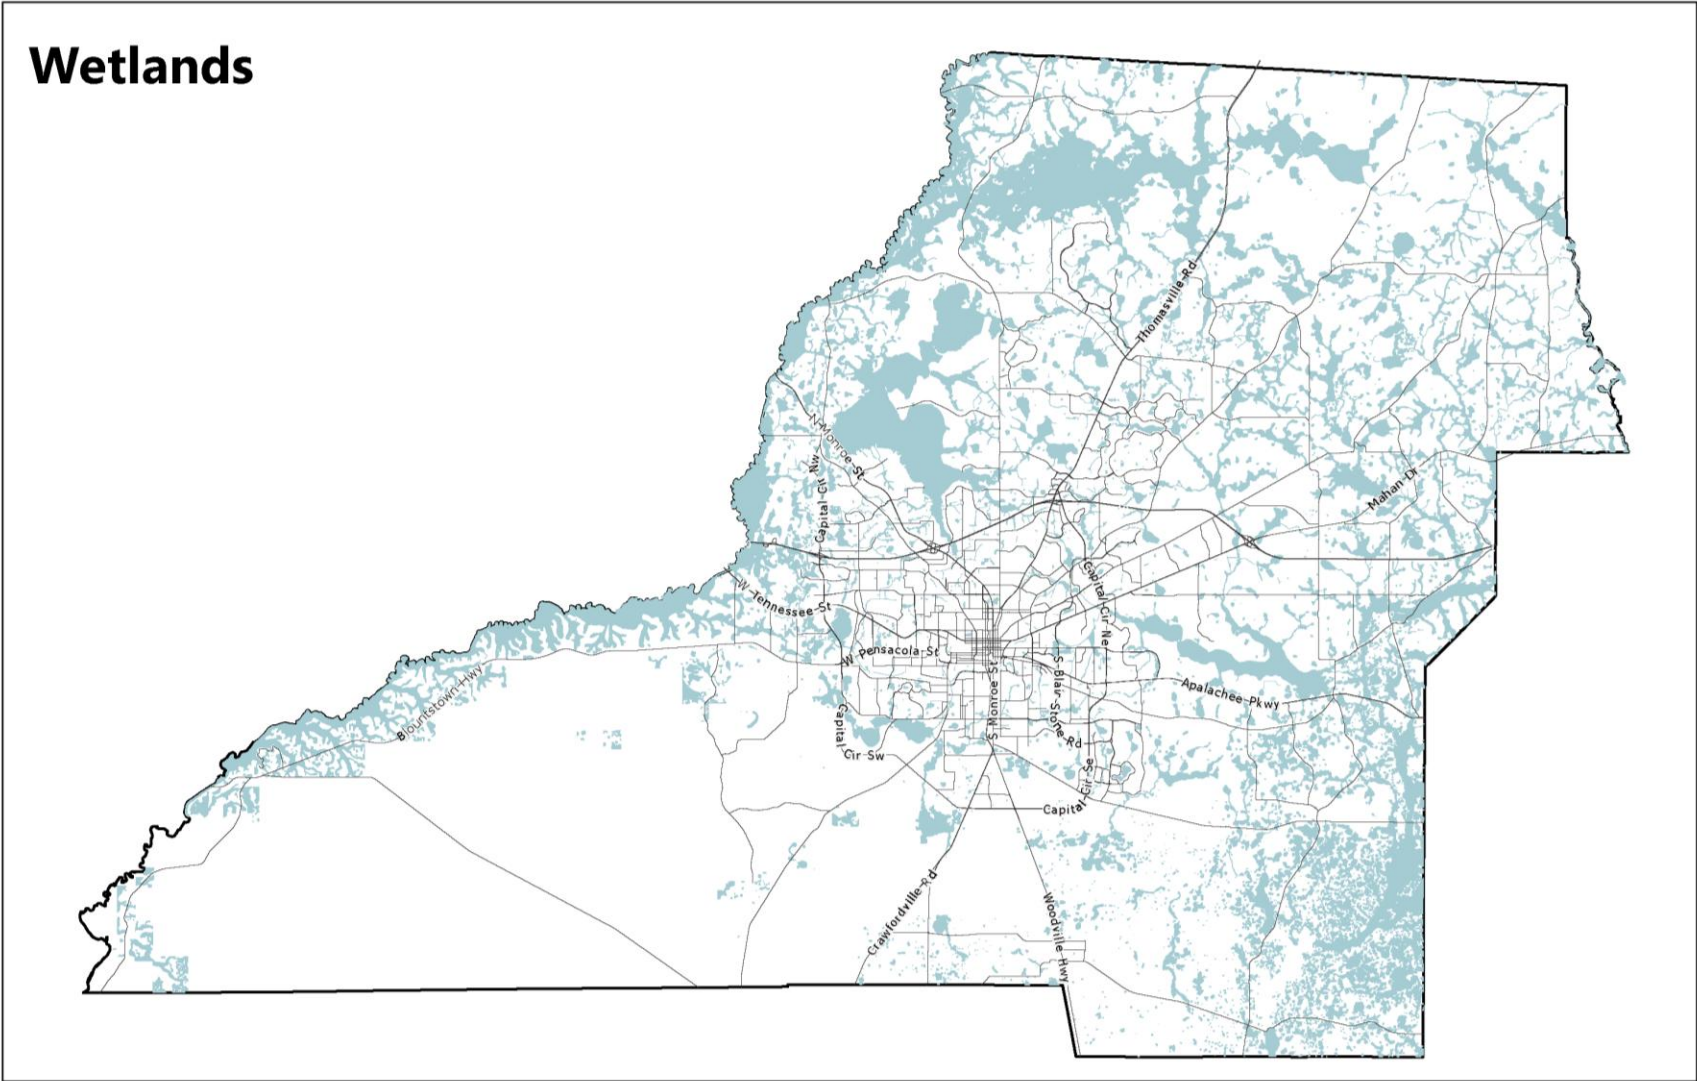 Wetlands
Thomasville Rd
N Monroe St
Capital Cir Nw
Mahan Dr
W Tennessee St
Capital Cir Ne
W Pensacola St
S Monroe St
S Blair Stone Rd
Apalachee Pkwy
Blountstown Hwy
Capital Cir Sw
Capital Cir Se
Crawfordville Rd
Woodville Hwy